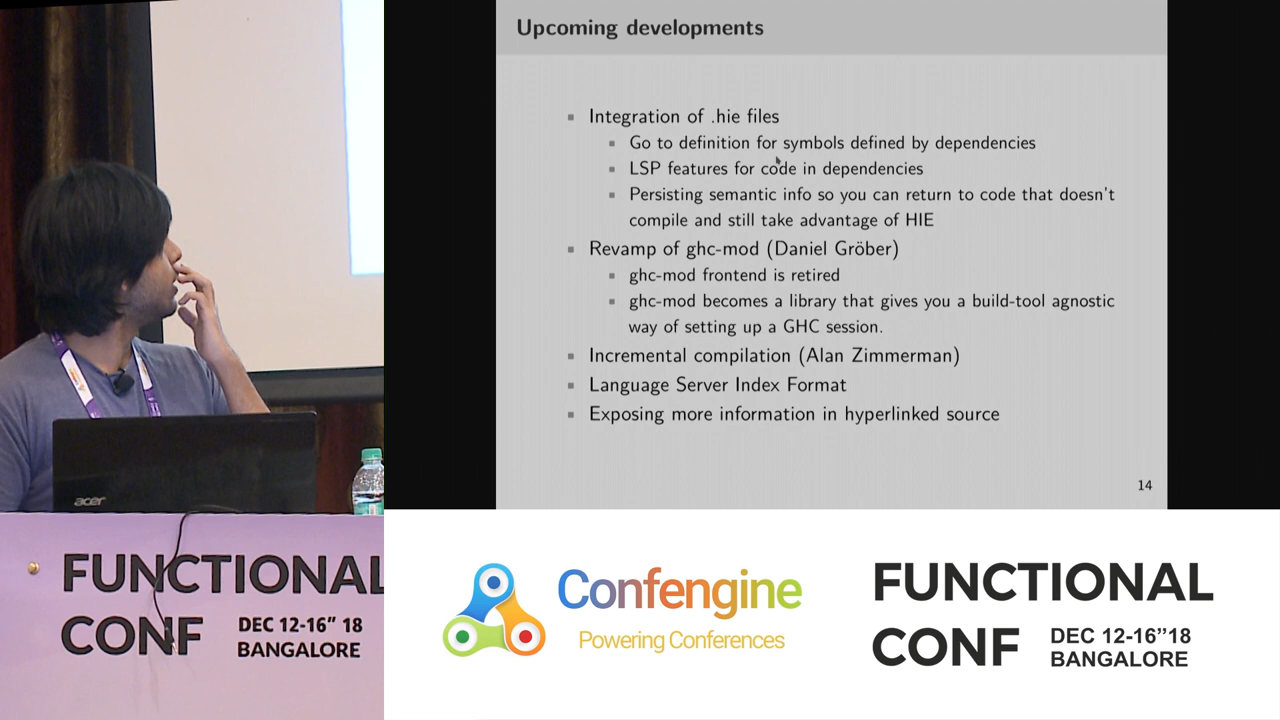 Upcoming developments
Integration of .hie files
Go to definition for symbols defined by dependencies
LSP features for code in dependencies
Persisting semantic info so you can return to code that doesn't
compile and still take advantage of HIE
Revamp of ghc-mod (Daniel Gröber)
ghc-mod frontend is retired
ghc-mod becomes a library that gives you a build-tool agnostic
way of setting up a GHC session.
Incremental compilation (Alan Zimmerman)
Language Server Index Format
Exposing more information in hyperlinked source
14
acer
FUNCTIONAL
CONF
DEC 12-16” 18
BANGALORE
Confengine
Powering Conferences
FUNCTIONAL
CONF
DEC 12-16”18
BANGALORE